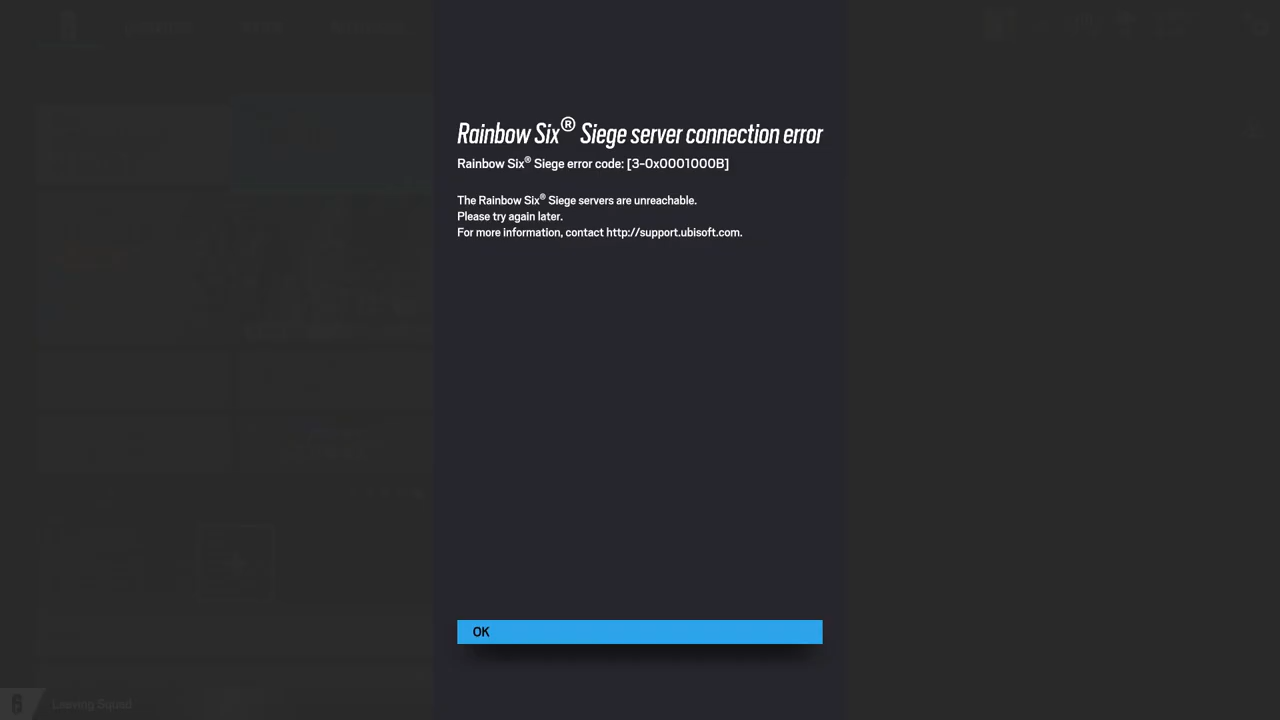 Rainbow Six® Siege server connection error
Rainbow Six® Siege error code: [3-0x0001000B]
The Rainbow Six® Siege servers are unreachable.
Please try again later.
For more information, contact http://support.ubisoft.com.
OK
Leaving Squad